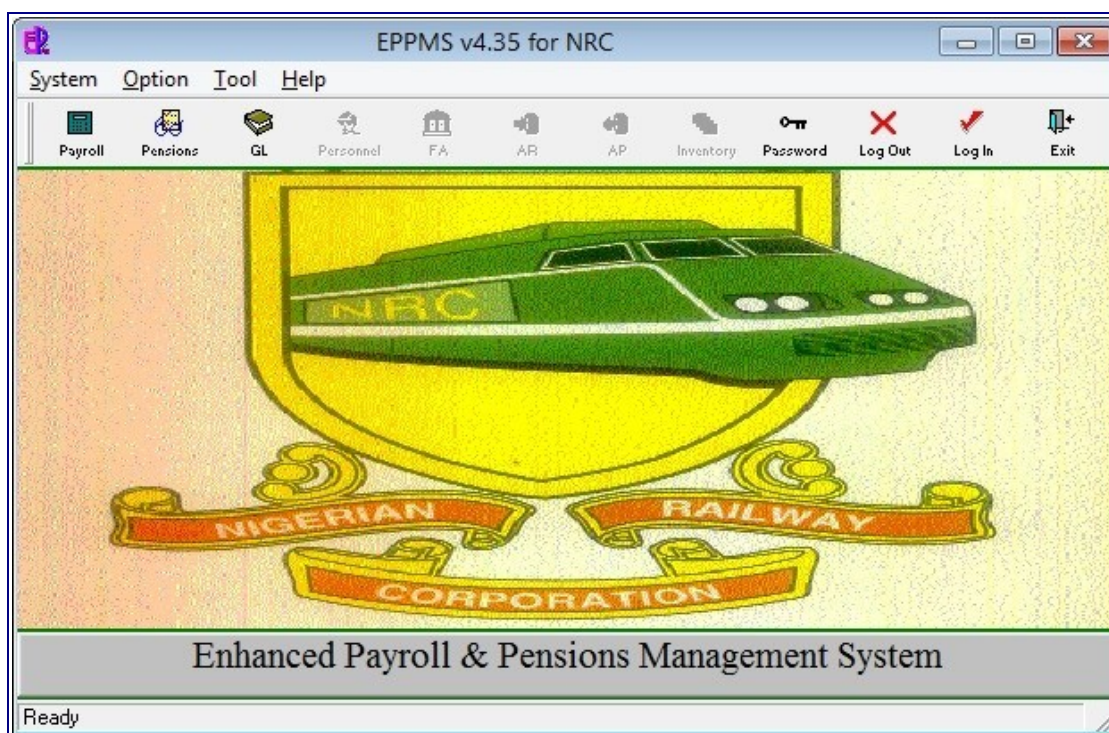 EPPMS v4.35 for NRC
System Option Tool Help
Payroll Pensions GL Personnel FA AR AP Inventory Password Log Out Log In Exit
NRC
NIGERIAN RAILWAY
CORPORATION
Enhanced Payroll & Pensions Management System
Ready